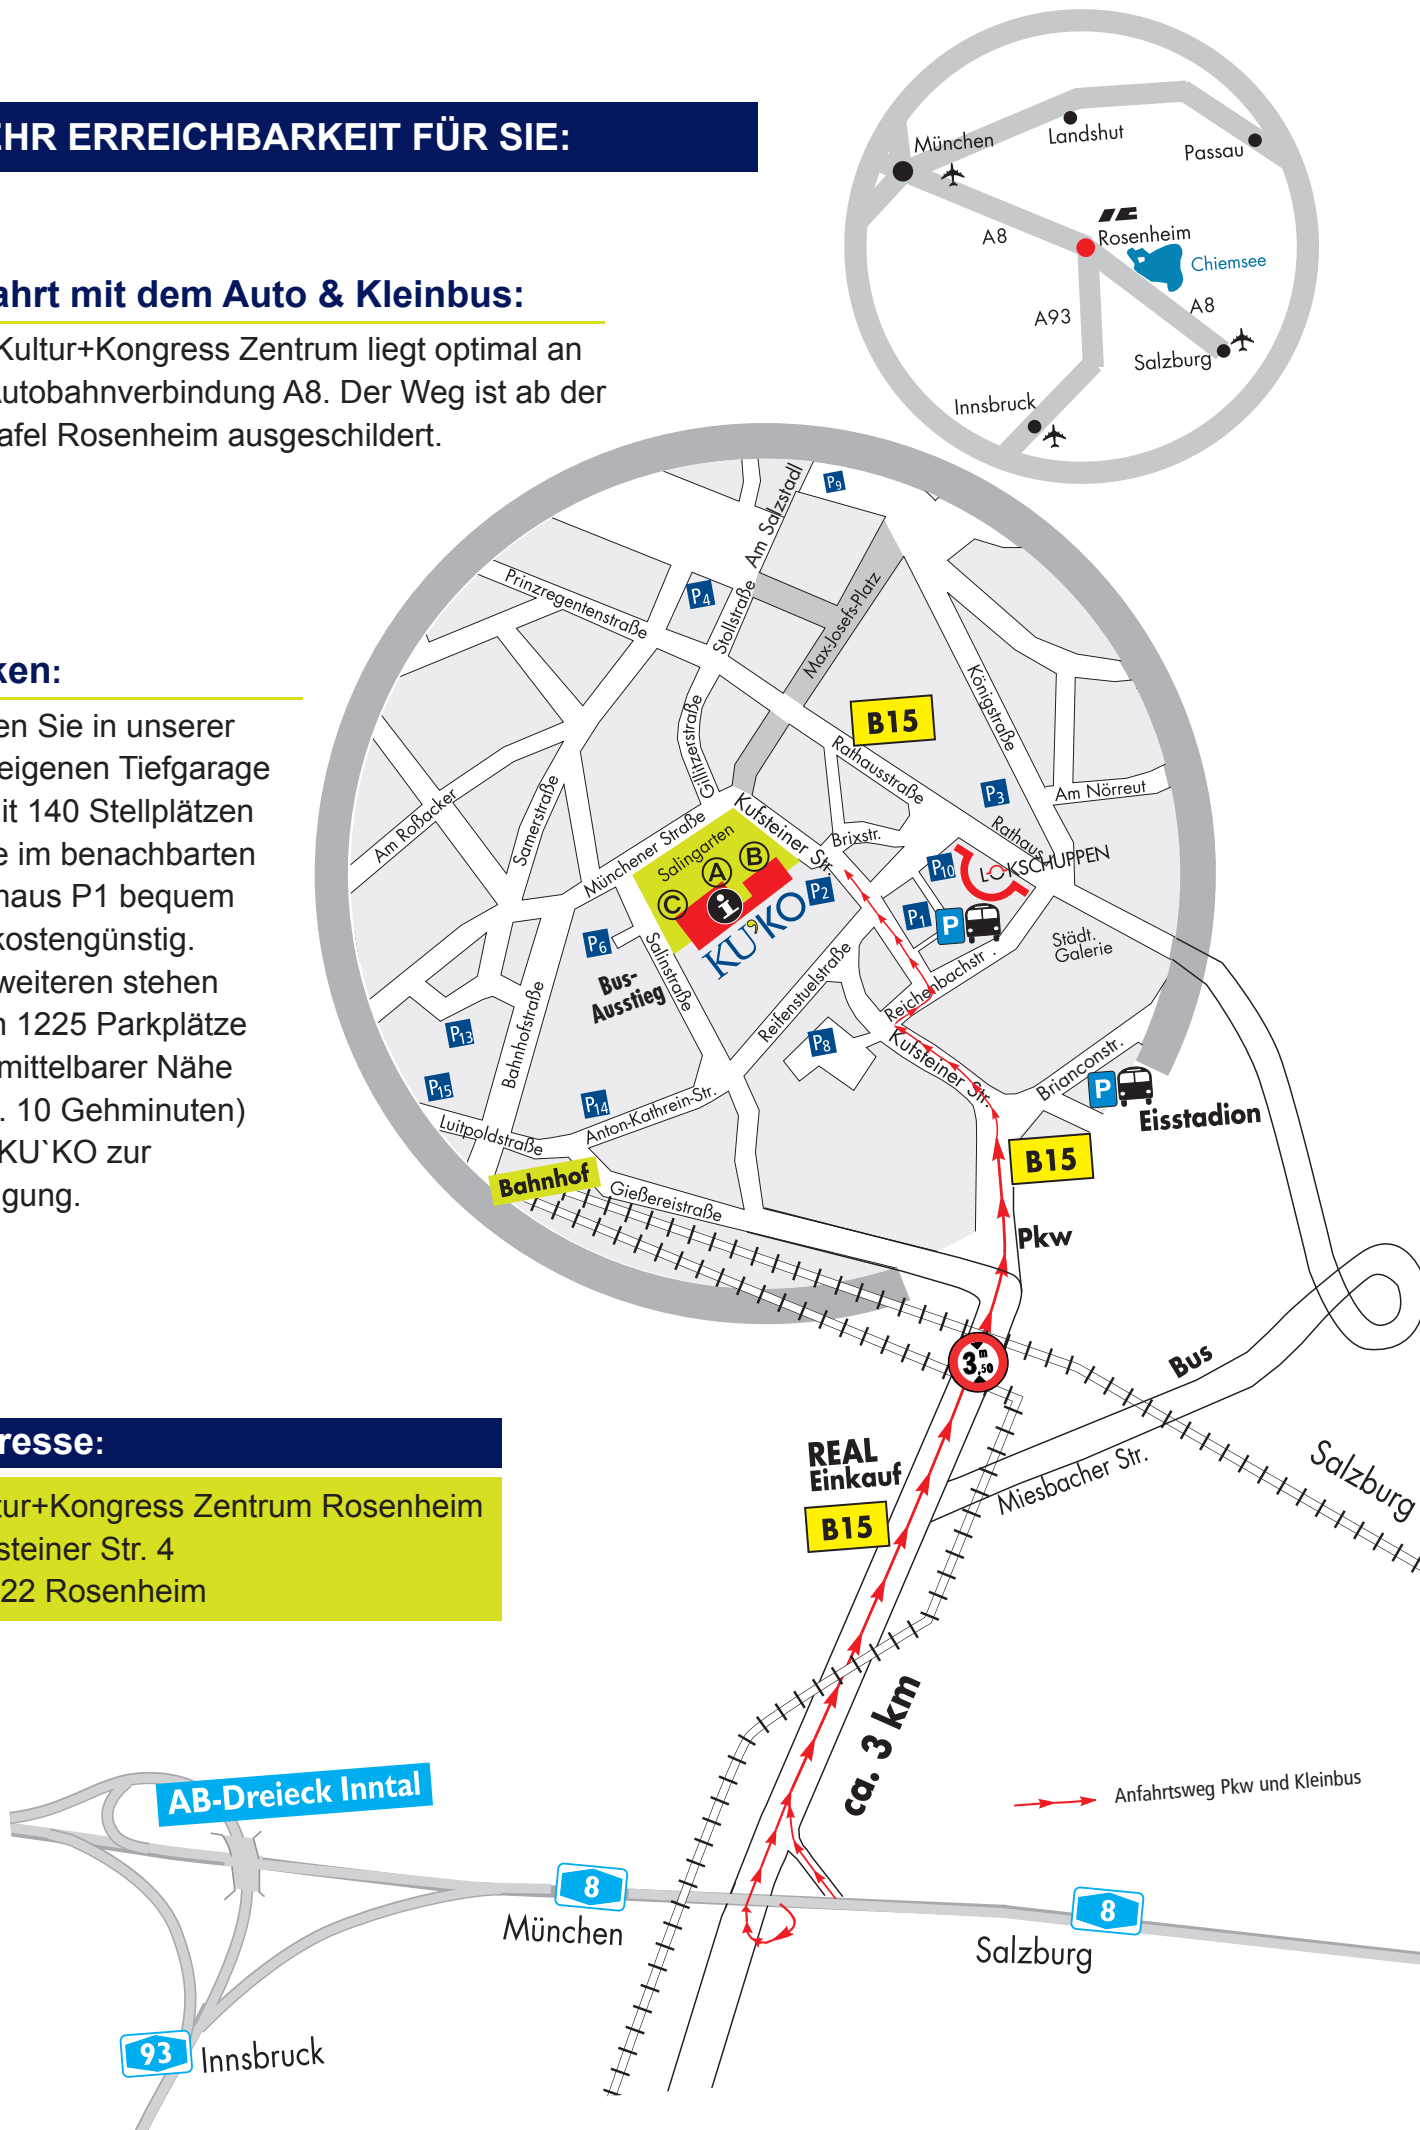 EHR ERREICHBARKEIT FÜR SIE:
ahrt mit dem Auto & Kleinbus:
Kultur+Kongress Zentrum liegt optimal an
Autobahnverbindung A8. Der Weg ist ab der
afel Rosenheim ausgeschildert.
München
Landshut
Passau
A8
Rosenheim
Chiemsee
A93
A8
Salzburg
Innsbruck
ken:
en Sie in unserer
eigenen Tiefgarage
it 140 Stellplätzen
e im benachbarten
haus P1 bequem
kostengünstig.
weiteren stehen
n 1225 Parkplätze
mittelbarer Nähe
. 10 Gehminuten)
KU`KO zur
gung.
P9
Am Salzstadl
Prinzregentenstraße
P4
Stollstraße
Max-Josefs-Platz
Königstraße
B15
Gillitzerstraße
Rathausstraße
P3
Am Nörreut
Am Roßacker
Samerstraße
Münchener Straße
Kufsteiner Str.
Brixstr.
Rathaus
Salingarten
A
B
C
i
KU'KO
P2
P10
LOKSCHUPPEN
P1
P
Städt.
Galerie
P6
Bus-
Ausstieg
Salinstraße
Reifenstuelstraße
Reichenbachstr.
P13
Bahnhofstraße
P8
Kufsteiner Str.
Brianconstr.
P
Eisstadion
P15
P14
Luitpoldstraße
Anton-Kathrein-Str.
Bahnhof
Gießereistraße
B15
Pkw
3m,50
Bus
REAL
Einkauf
B15
Miesbacher Str.
Salzburg
resse:
tur+Kongress Zentrum Rosenheim
steiner Str. 4
22 Rosenheim
ca. 3 km
Anfahrtsweg Pkw und Kleinbus
AB-Dreieck Inntal
8
München
8
Salzburg
93
Innsbruck